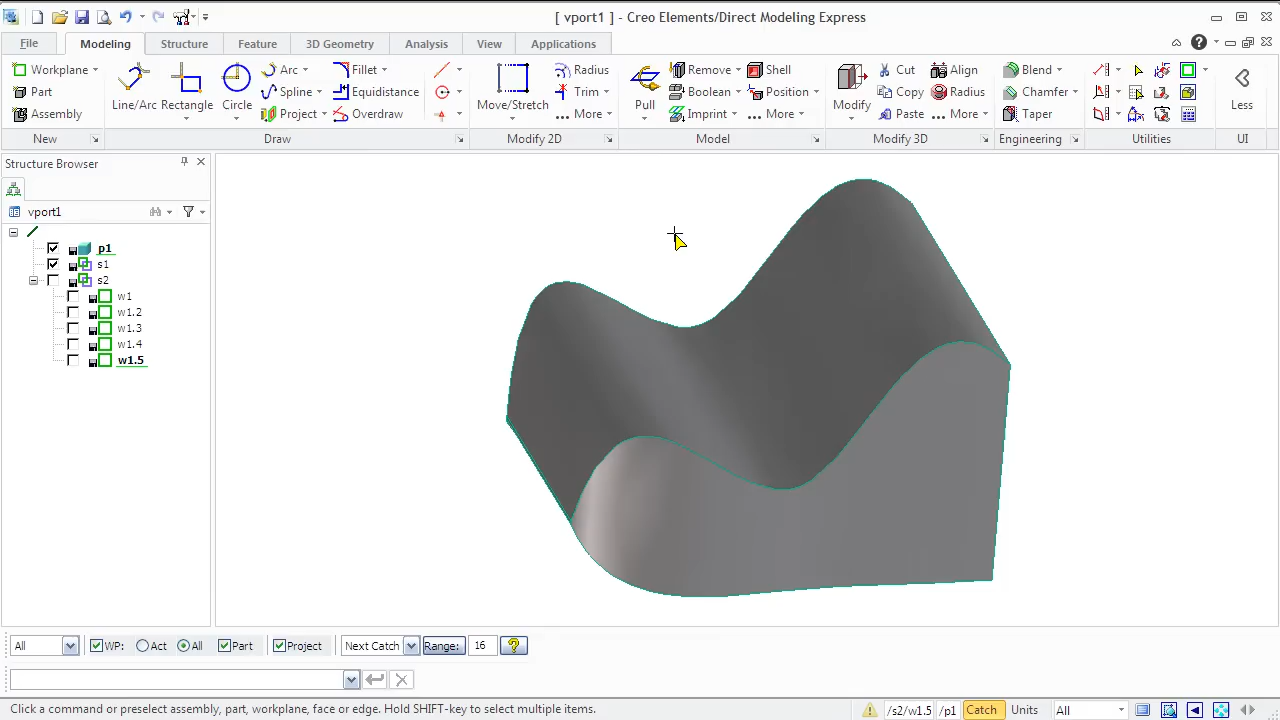 [ vport1 ] - Creo Elements/Direct Modeling Express
File Modeling Structure Feature 3D Geometry Analysis View Applications
Workplane Line/Arc Rectangle Circle Arc Fillet Move/Stretch Radius Pull Remove Shell Modify Cut Align Blend Less
Part Spline Equidistance Trim Boolean Position Copy Radius Chamfer
Assembly Project Overdraw More Imprint More Paste More Taper
New Draw Modify 2D Model Modify 3D Engineering Utilities UI
Structure Browser
vport1
p1
s1
s2
w1
w1.2
w1.3
w1.4
w1.5
All WP: Act All Part Project Next Catch Range: 16 ?
Click a command or preselect assembly, part, workplane, face or edge. Hold SHIFT-key to select multiple items. /s2/w1.5 /p1 Catch Units All